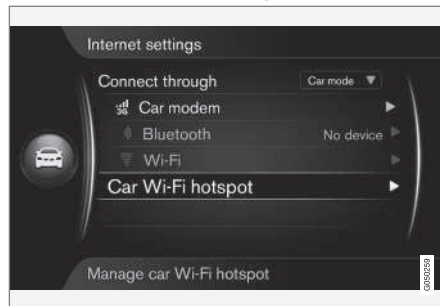 Internet settings
Connect through Car mode
3G Car modem
Bluetooth No device
Wi-Fi
Car Wi-Fi hotspot
Manage car Wi-Fi hotspot
G050259